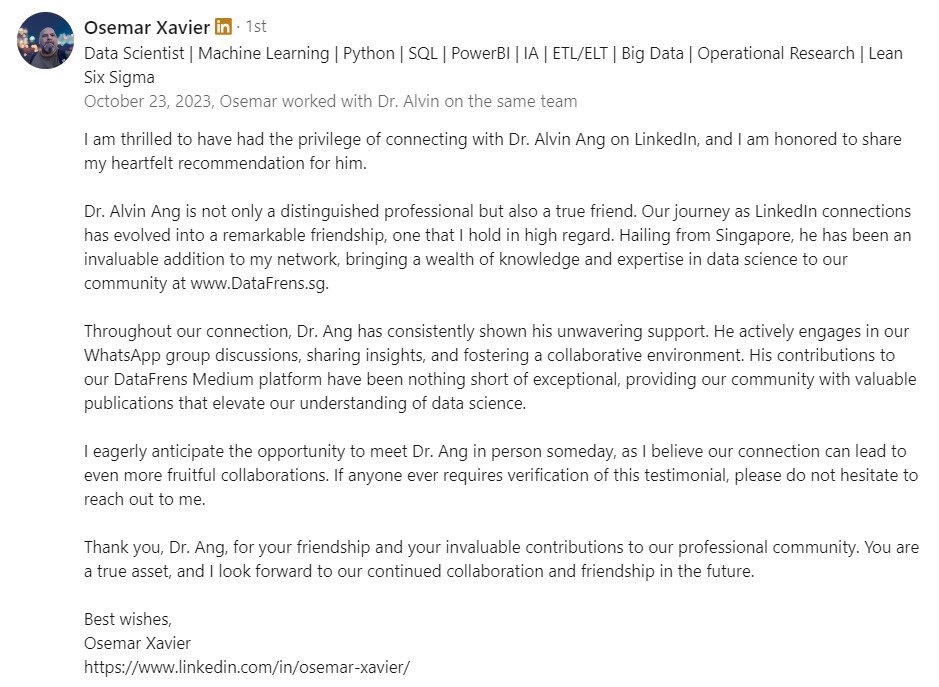 Osemar Xavier in · 1st
Data Scientist | Machine Learning | Python | SQL | PowerBI | IA | ETL/ELT | Big Data | Operational Research | Lean
Six Sigma
October 23, 2023, Osemar worked with Dr. Alvin on the same team
I am thrilled to have had the privilege of connecting with Dr. Alvin Ang on LinkedIn, and I am honored to share
my heartfelt recommendation for him.
Dr. Alvin Ang is not only a distinguished professional but also a true friend. Our journey as LinkedIn connections
has evolved into a remarkable friendship, one that I hold in high regard. Hailing from Singapore, he has been an
invaluable addition to my network, bringing a wealth of knowledge and expertise in data science to our
community at www.DataFrens.sg.
Throughout our connection, Dr. Ang has consistently shown his unwavering support. He actively engages in our
WhatsApp group discussions, sharing insights, and fostering a collaborative environment. His contributions to
our DataFrens Medium platform have been nothing short of exceptional, providing our community with valuable
publications that elevate our understanding of data science.
I eagerly anticipate the opportunity to meet Dr. Ang in person someday, as I believe our connection can lead to
even more fruitful collaborations. If anyone ever requires verification of this testimonial, please do not hesitate to
reach out to me.
Thank you, Dr. Ang, for your friendship and your invaluable contributions to our professional community. You are
a true asset, and I look forward to our continued collaboration and friendship in the future.
Best wishes,
Osemar Xavier
https://www.linkedin.com/in/osemar-xavier/